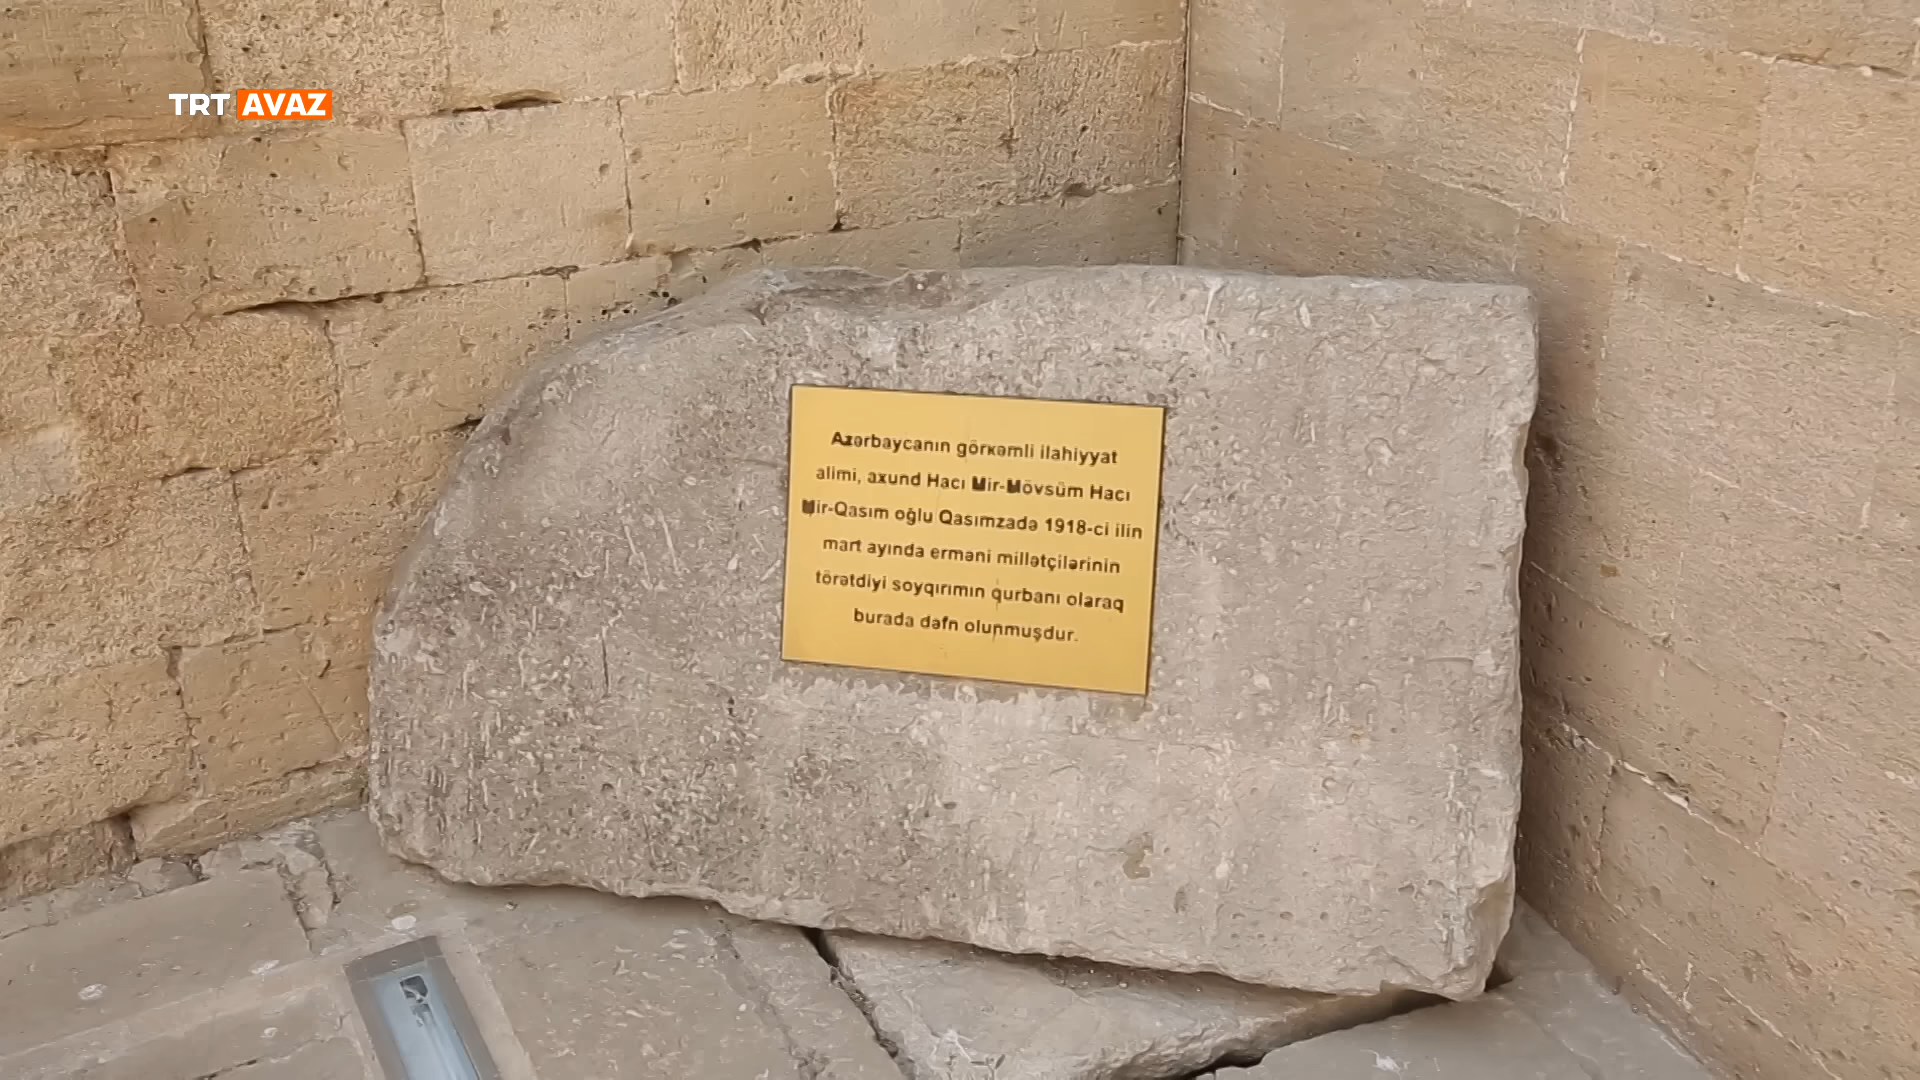 TRT AVAZ
Azərbaycanın görkəmli ilahiyyat
alimi, axund Hacı Mir-Mövsüm Hacı
Mir-Qasım oğlu Qasımzadə 1918-ci ilin
mart ayında erməni millətçilərinin
törətdiyi soyqırımın qurbanı olaraq
burada dəfn olunmuşdur.